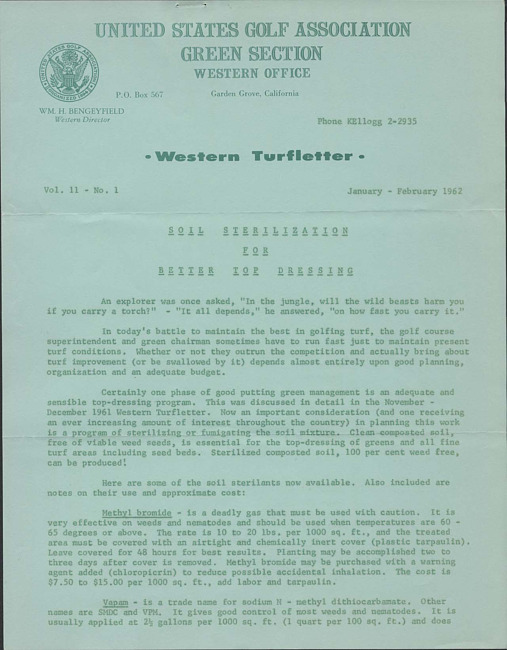 UNITED STATES GOLF ASSOCIATION
GREEN SECTION
WESTERN OFFICE
P.O. Box 567
Garden Grove, California
WM. H. BENGEYFIELD
Western Director
Phone KEllogg 2-2935
• Western Turfletter •
Vol. 11 - No. 1
January - February 1962
SOIL STERILIZATION
FOR
BETTER TOP DRESSING
An explorer was once asked, "In the jungle, will the wild beasts harm you
if you carry a torch?" - "It all depends," he answered, "on how fast you carry it."
In today's battle to maintain the best in golfing turf, the golf course
superintendent and green chairman sometimes have to run fast just to maintain present
turf conditions. Whether or not they outrun the competition and actually bring about
turf improvement (or be swallowed by it) depends almost entirely upon good planning,
organization and an adequate budget.
Certainly one phase of good putting green management is an adequate and
sensible top-dressing program. This was discussed in detail in the November -
December 1961 Western Turfletter. Now an important consideration (and one receiving
an ever increasing amount of interest throughout the country) in planning this work
is a program of sterilizing or fumigating the soil mixture. Clean composted soil,
free of viable weed seeds, is essential for the top-dressing of greens and all fine
turf areas including seed beds. Sterilized composted soil, 100 per cent weed free,
can be produced!
Here are some of the soil sterilants now available. Also included are
notes on their use and approximate cost:
Methyl bromide - is a deadly gas that must be used with caution. It is
very effective on weeds and nematodes and should be used when temperatures are 60 -
65 degrees or above. The rate is 10 to 20 lbs. per 1000 sq. ft., and the treated
area must be covered with an airtight and chemically inert cover (plastic tarpaulin).
Leave covered for 48 hours for best results. Planting may be accomplished two to
three days after cover is removed. Methyl bromide may be purchased with a warning
agent added (chloropicrin) to reduce possible accidental inhalation. The cost is
$7.50 to $15.00 per 1000 sq. ft., add labor and tarpaulin.
Vapam - is a trade name for sodium N - methyl dithiocarbamate. Other
names are SMDC and VPM. It gives good control of most weeds and nematodes. It is
usually applied at 2½ gallons per 1000 sq. ft. (1 quart per 100 sq. ft.) and does